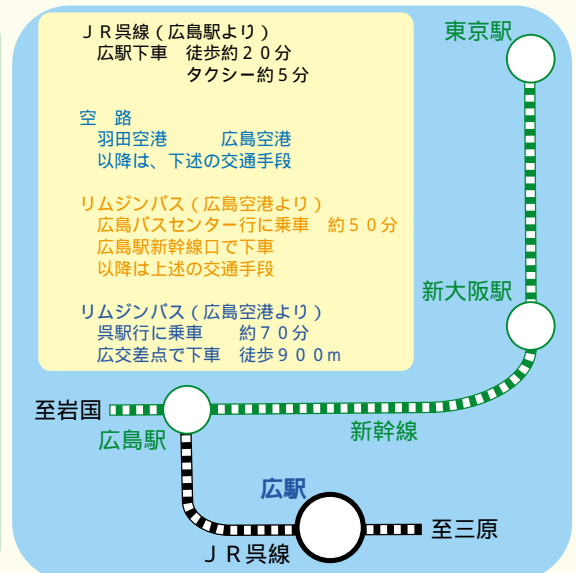 ＪＲ呉線（広島駅より）
広駅下車　徒歩約２０分
タクシー約５分
空　路
羽田空港　　広島空港
以降は、下述の交通手段
リムジンバス（広島空港より）
広島バスセンター行に乗車　約５０分
広島駅新幹線口で下車
以降は上述の交通手段
リムジンバス（広島空港より）
呉駅行に乗車　　約７０分
広交差点で下車　徒歩９００ｍ
東京駅
新大阪駅
至岩国
広島駅
新幹線
広駅
至三原
ＪＲ呉線